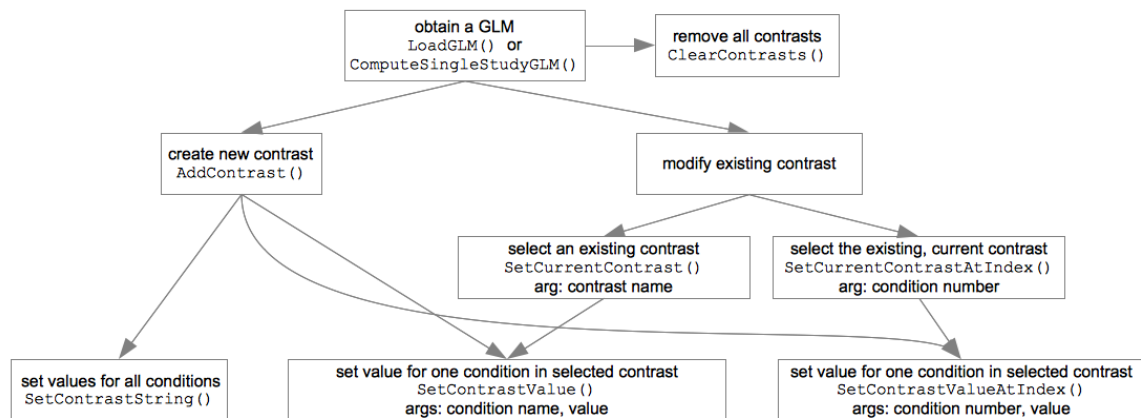 obtain a GLM
LoadGLM() or
ComputeSingleStudyGLM()
remove all contrasts
ClearContrasts()
create new contrast
AddContrast()
modify existing contrast
select an existing contrast
SetCurrentContrast()
arg: contrast name
select the existing, current contrast
SetCurrentContrastAtIndex()
arg: condition number
set values for all conditions
SetContrastString()
set value for one condition in selected contrast
SetContrastValue()
args: condition name, value
set value for one condition in selected contrast
SetContrastValueAtIndex()
args: condition number, value